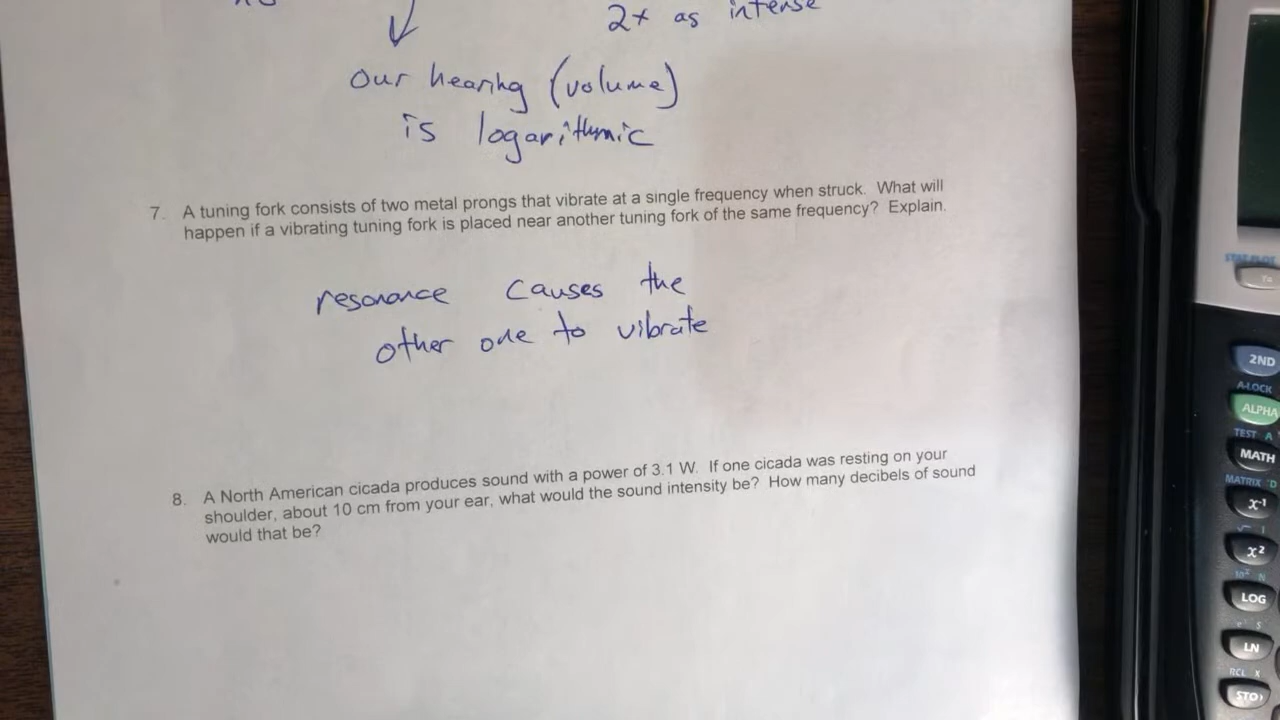 2x as intense
our hearing (volume)
is logarithmic
7. A tuning fork consists of two metal prongs that vibrate at a single frequency when struck. What will
happen if a vibrating tuning fork is placed near another tuning fork of the same frequency? Explain.
resonance causes the
other one to vibrate
8. A North American cicada produces sound with a power of 3.1 W. If one cicada was resting on your
shoulder, about 10 cm from your ear, what would the sound intensity be? How many decibels of sound
would that be?
STAT PLOT
2ND
A-LOCK
ALPHA
TEST A
MATH
MATRIX D
x-1
x2
LOG
LN
RCL X
STO